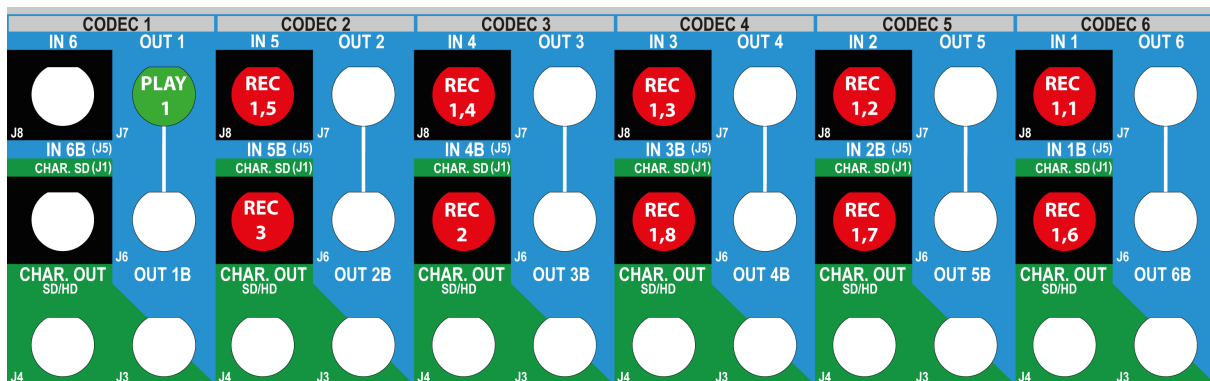 CODEC 1 CODEC 2 CODEC 3 CODEC 4 CODEC 5 CODEC 6
IN 6 OUT 1 IN 5 OUT 2 IN 4 OUT 3 IN 3 OUT 4 IN 2 OUT 5 IN 1 OUT 6
PLAY REC REC REC REC REC
1 1,5 1,4 1,3 1,2 1,1
J8 J7 J8 J7 J8 J7 J8 J7 J8 J7 J8 J7
IN 6B (J5) IN 5B (J5) IN 4B (J5) IN 3B (J5) IN 2B (J5) IN 1B (J5)
CHAR. SD (J1) CHAR. SD (J1) CHAR. SD (J1) CHAR. SD (J1) CHAR. SD (J1) CHAR. SD (J1)
REC REC REC REC REC
3 2 1,8 1,7 1,6
J6 J6 J6 J6 J6 J6
CHAR. OUT OUT 1B CHAR. OUT OUT 2B CHAR. OUT OUT 3B CHAR. OUT OUT 4B CHAR. OUT OUT 5B CHAR. OUT OUT 6B
SD/HD SD/HD SD/HD SD/HD SD/HD SD/HD
J4 J3 J4 J3 J4 J3 J4 J3 J4 J3 J4 J3